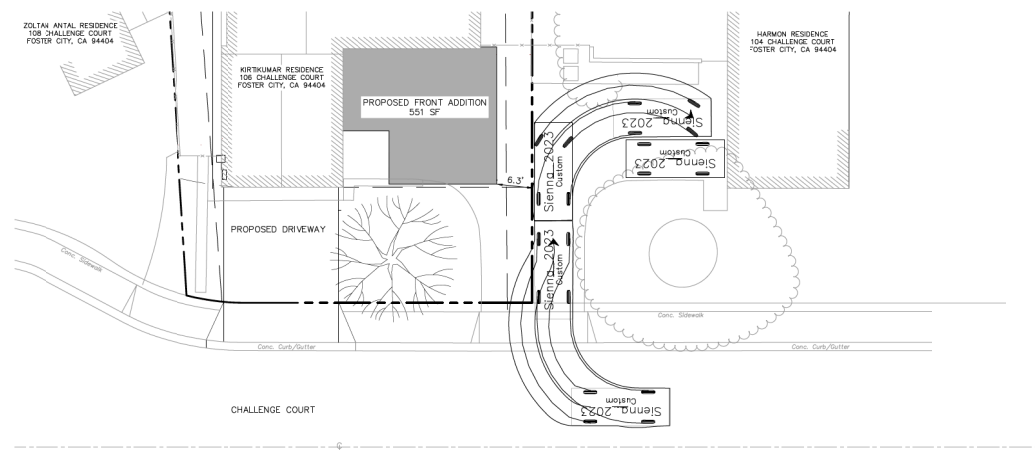 ZOLTAN ANTAL RESIDENCE
108 CHALLENGE COURT
FOSTER CITY, CA 94404
KIRTIKUMAR RESIDENCE
106 CHALLENGE COURT
FOSTER CITY, CA 94404
HARMON RESIDENCE
104 CHALLENGE COURT
FOSTER CITY, CA 94404
PROPOSED FRONT ADDITION
551 SF
Sienna 2023
Custom
Sienna 2023
Custom
Sienna 2023
Custom
6.3'
PROPOSED DRIVEWAY
Sienna 2023
Custom
Conc. Sidewalk
Conc. Sidewalk
Conc. Curb/Gutter
Conc. Curb/Gutter
Sienna 2023
Custom
CHALLENGE COURT
℄